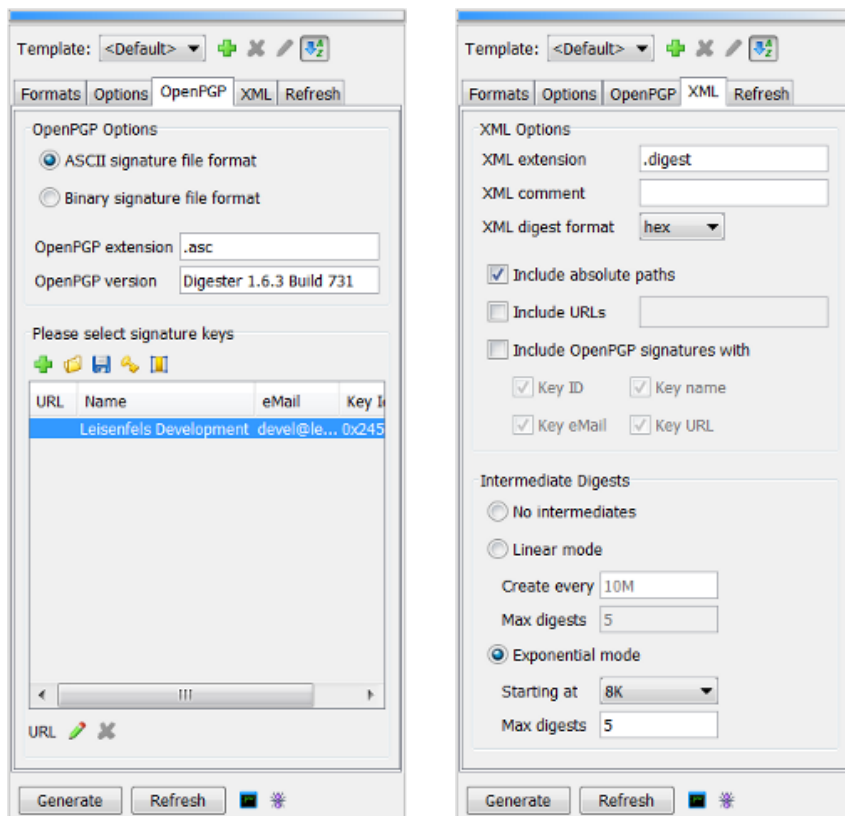 Template: <Default>
Formats Options OpenPGP XML Refresh
OpenPGP Options
ASCII signature file format
Binary signature file format
OpenPGP extension .asc
OpenPGP version Digester 1.6.3 Build 731
Please select signature keys
URL Name eMail Key
Leisenfels Development devel@le... 0x245
URL
Generate Refresh
Template: <Default>
Formats Options OpenPGP XML Refresh
XML Options
XML extension .digest
XML comment
XML digest format hex
Include absolute paths
Include URLs
Include OpenPGP signatures with
Key ID Key name
Key eMail Key URL
Intermediate Digests
No intermediates
Linear mode
Create every 10M
Max digests 5
Exponential mode
Starting at 8K
Max digests 5
Generate Refresh